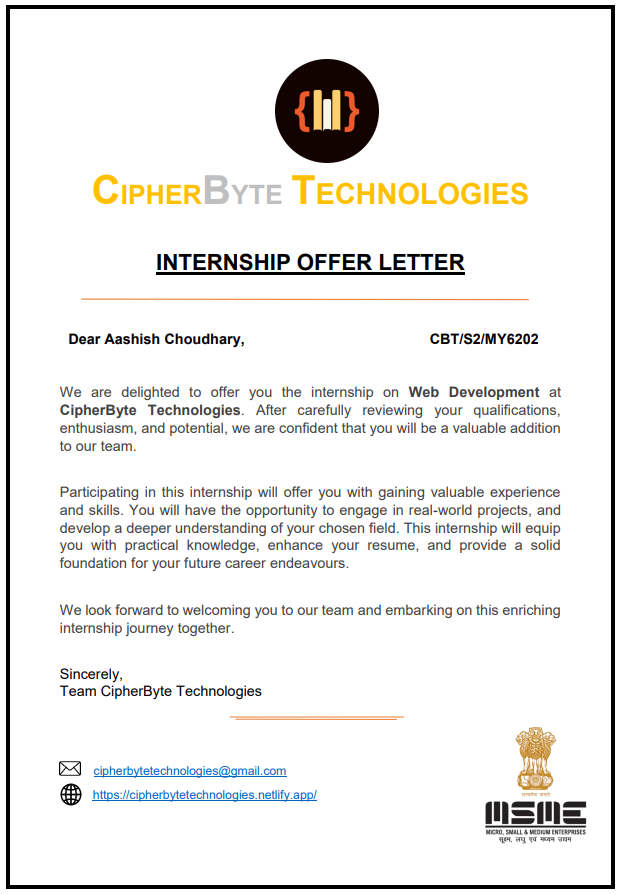 CIPHERBYTE TECHNOLOGIES
INTERNSHIP OFFER LETTER
Dear Aashish Choudhary, CBT/S2/MY6202
We are delighted to offer you the internship on Web Development at
CipherByte Technologies. After carefully reviewing your qualifications,
enthusiasm, and potential, we are confident that you will be a valuable addition
to our team.
Participating in this internship will offer you with gaining valuable experience
and skills. You will have the opportunity to engage in real-world projects, and
develop a deeper understanding of your chosen field. This internship will equip
you with practical knowledge, enhance your resume, and provide a solid
foundation for your future career endeavours.
We look forward to welcoming you to our team and embarking on this enriching
internship journey together.
Sincerely,
Team CipherByte Technologies
cipherbytetechnologies@gmail.com
https://cipherbytetechnologies.netlify.app/
सत्यमेव जयते
MSME
MICRO, SMALL & MEDIUM ENTERPRISES
सूक्ष्म, लघु एवं मध्यम उद्यम